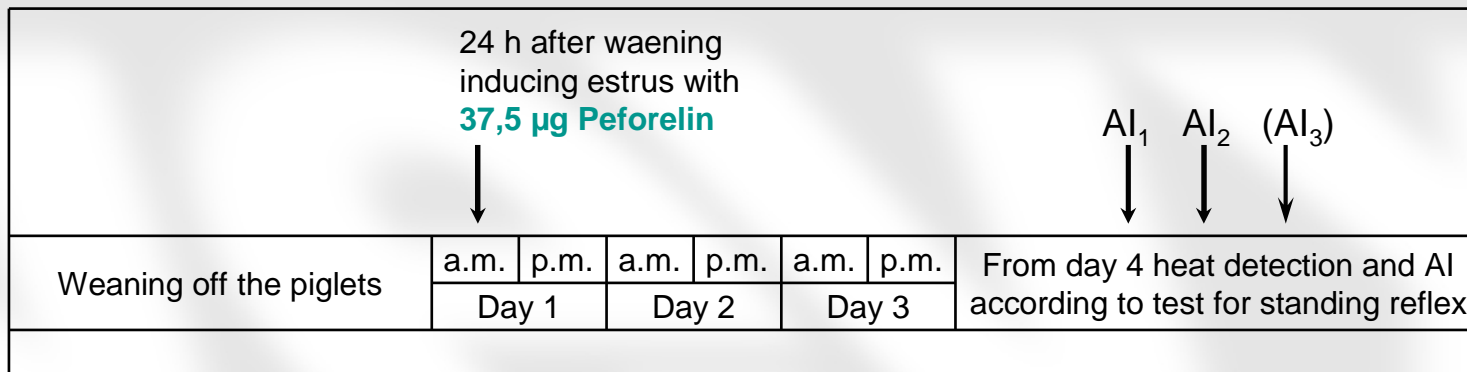 24 h after waening
inducing estrus with
37,5 µg Peforelin
AI₁ AI₂ (AI₃)
Weaning off the piglets
a.m. p.m. a.m. p.m. a.m. p.m.
Day 1 Day 2 Day 3
From day 4 heat detection and AI
according to test for standing reflex